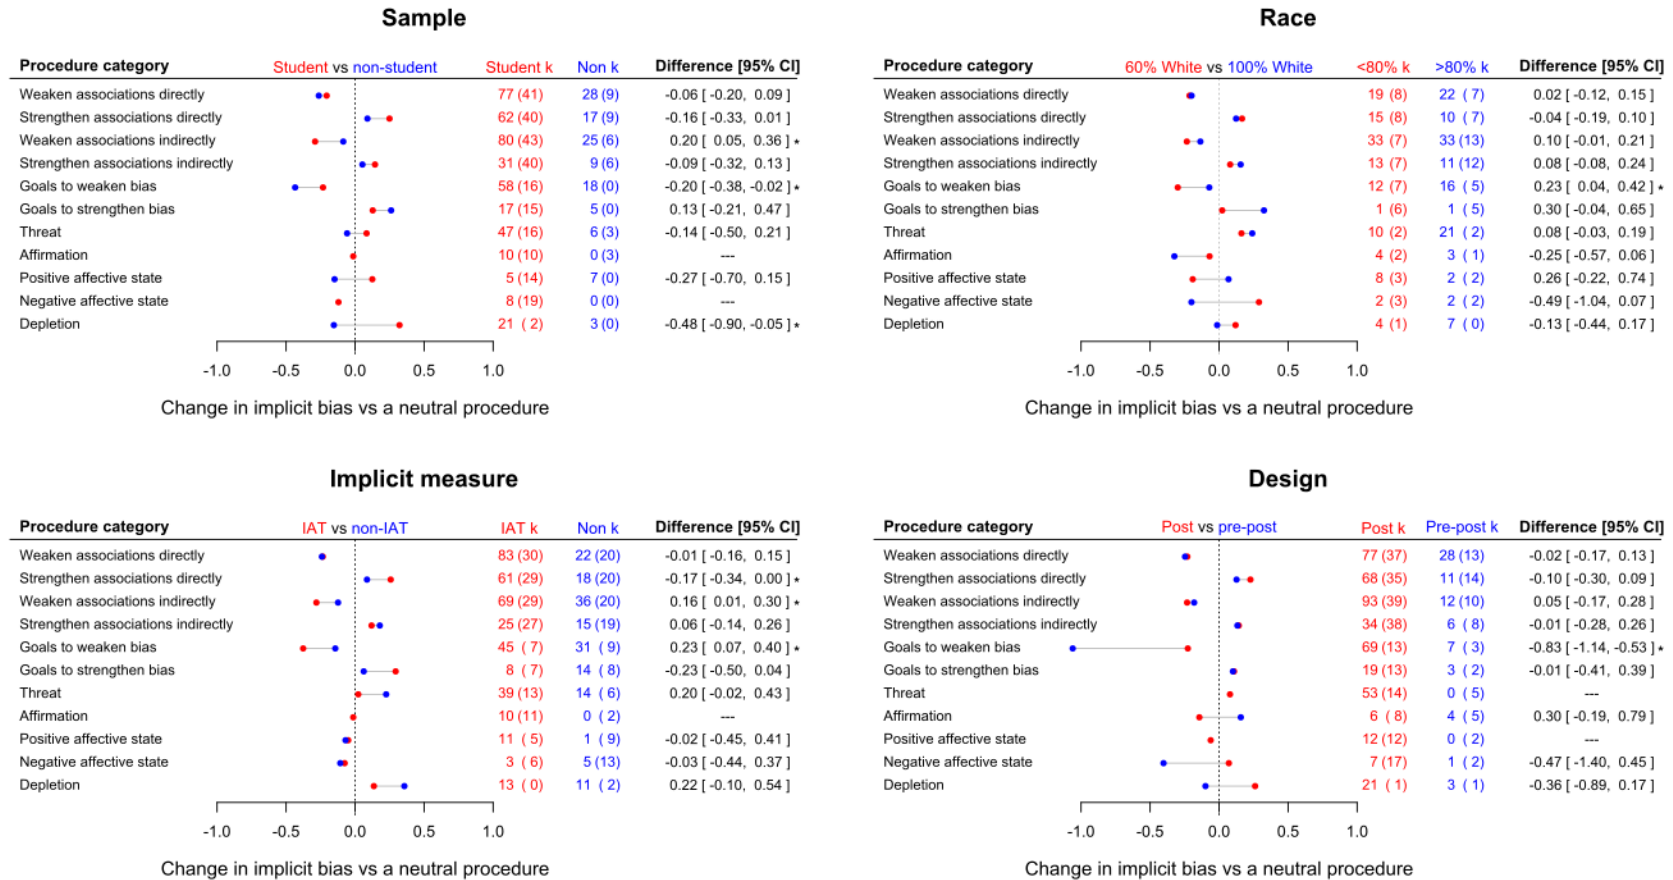 Sample
Procedure category Student vs non-student Student k Non k Difference [95% CI]
Weaken associations directly 77 (41) 28 (9) -0.06 [ -0.20, 0.09 ]
Strengthen associations directly 62 (40) 17 (9) -0.16 [ -0.33, 0.01 ]
Weaken associations indirectly 80 (43) 25 (6) 0.20 [ 0.05, 0.36 ] *
Strengthen associations indirectly 31 (40) 9 (6) -0.09 [ -0.32, 0.13 ]
Goals to weaken bias 58 (16) 18 (0) -0.20 [ -0.38, -0.02 ] *
Goals to strengthen bias 17 (15) 5 (0) 0.13 [ -0.21, 0.47 ]
Threat 47 (16) 6 (3) -0.14 [ -0.50, 0.21 ]
Affirmation 10 (10) 0 (3) ---
Positive affective state 5 (14) 7 (0) -0.27 [ -0.70, 0.15 ]
Negative affective state 8 (19) 0 (0) ---
Depletion 21 ( 2) 3 (0) -0.48 [ -0.90, -0.05 ] *
-1.0 -0.5 0.0 0.5 1.0
Change in implicit bias vs a neutral procedure
Race
Procedure category 60% White vs 100% White <80% k >80% k Difference [95% CI]
Weaken associations directly 19 (8) 22 ( 7) 0.02 [ -0.12, 0.15 ]
Strengthen associations directly 15 (8) 10 ( 7) -0.04 [ -0.19, 0.10 ]
Weaken associations indirectly 33 (7) 33 (13) 0.10 [ -0.01, 0.21 ]
Strengthen associations indirectly 13 (7) 11 (12) 0.08 [ -0.08, 0.24 ]
Goals to weaken bias 12 (7) 16 ( 5) 0.23 [ 0.04, 0.42 ] *
Goals to strengthen bias 1 (6) 1 ( 5) 0.30 [ -0.04, 0.65 ]
Threat 10 (2) 21 ( 2) 0.08 [ -0.03, 0.19 ]
Affirmation 4 (2) 3 ( 1) -0.25 [ -0.57, 0.06 ]
Positive affective state 8 (3) 2 ( 2) 0.26 [ -0.22, 0.74 ]
Negative affective state 2 (3) 2 ( 2) -0.49 [ -1.04, 0.07 ]
Depletion 4 (1) 7 ( 0) -0.13 [ -0.44, 0.17 ]
-1.0 -0.5 0.0 0.5 1.0
Change in implicit bias vs a neutral procedure
Implicit measure
Procedure category IAT vs non-IAT IAT k Non k Difference [95% CI]
Weaken associations directly 83 (30) 22 (20) -0.01 [ -0.16, 0.15 ]
Strengthen associations directly 61 (29) 18 (20) -0.17 [ -0.34, 0.00 ] *
Weaken associations indirectly 69 (29) 36 (20) 0.16 [ 0.01, 0.30 ] *
Strengthen associations indirectly 25 (27) 15 (19) 0.06 [ -0.14, 0.26 ]
Goals to weaken bias 45 ( 7) 31 ( 9) 0.23 [ 0.07, 0.40 ] *
Goals to strengthen bias 8 ( 7) 14 ( 8) -0.23 [ -0.50, 0.04 ]
Threat 39 (13) 14 ( 6) 0.20 [ -0.02, 0.43 ]
Affirmation 10 (11) 0 ( 2) ---
Positive affective state 11 ( 5) 1 ( 9) -0.02 [ -0.45, 0.41 ]
Negative affective state 3 ( 6) 5 (13) -0.03 [ -0.44, 0.37 ]
Depletion 13 ( 0) 11 ( 2) 0.22 [ -0.10, 0.54 ]
-1.0 -0.5 0.0 0.5 1.0
Change in implicit bias vs a neutral procedure
Design
Procedure category Post vs pre-post Post k Pre-post k Difference [95% CI]
Weaken associations directly 77 (37) 28 (13) -0.02 [ -0.17, 0.13 ]
Strengthen associations directly 68 (35) 11 (14) -0.10 [ -0.30, 0.09 ]
Weaken associations indirectly 93 (39) 12 (10) 0.05 [ -0.17, 0.28 ]
Strengthen associations indirectly 34 (38) 6 ( 8) -0.01 [ -0.28, 0.26 ]
Goals to weaken bias 69 (13) 7 ( 3) -0.83 [ -1.14, -0.53 ] *
Goals to strengthen bias 19 (13) 3 ( 2) -0.01 [ -0.41, 0.39 ]
Threat 53 (14) 0 ( 5) ---
Affirmation 6 ( 8) 4 ( 5) 0.30 [ -0.19, 0.79 ]
Positive affective state 12 (12) 0 ( 2) ---
Negative affective state 7 (17) 1 ( 2) -0.47 [ -1.40, 0.45 ]
Depletion 21 ( 1) 3 ( 1) -0.36 [ -0.89, 0.17 ]
-1.0 -0.5 0.0 0.5 1.0
Change in implicit bias vs a neutral procedure